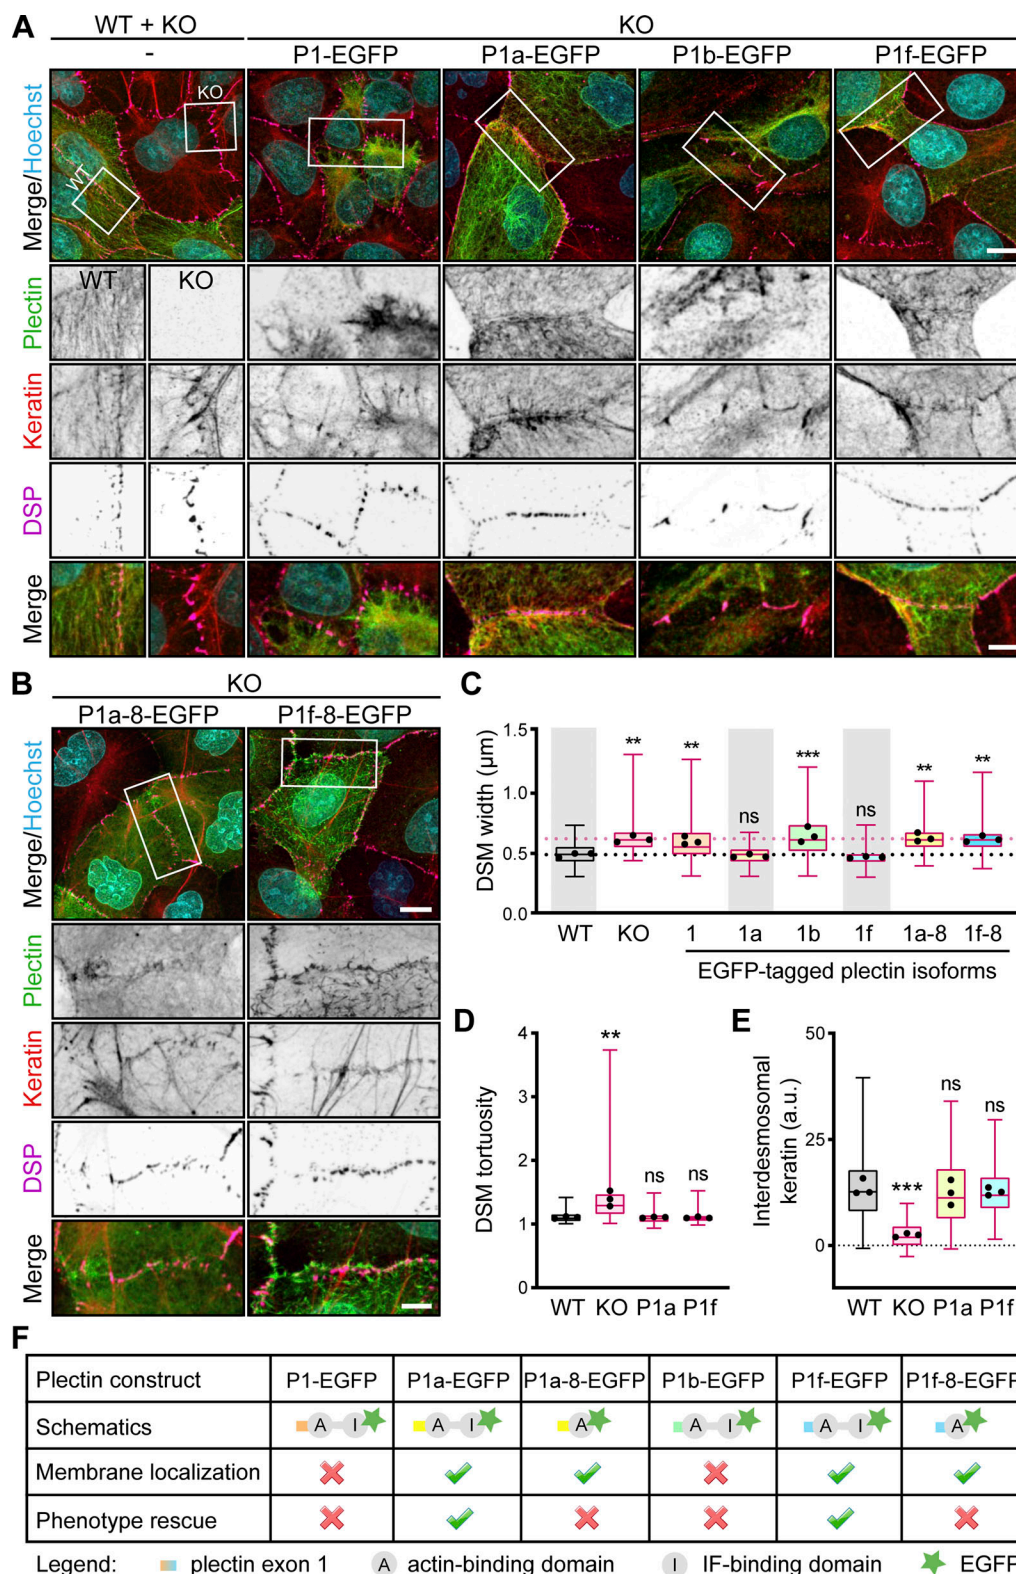 A
WT + KO
KO
-
P1-EGFP
P1a-EGFP
P1b-EGFP
P1f-EGFP
Merge/Hoechst
KO
WT
Plectin
WT
KO
Keratin
DSP
Merge
B
KO
P1a-8-EGFP
P1f-8-EGFP
Merge/Hoechst
Plectin
Keratin
DSP
Merge
C
DSM width (µm)
1.5
1.0
0.5
0.0
** ** ns *** ns ** **
WT KO 1 1a 1b 1f 1a-8 1f-8
EGFP-tagged plectin isoforms
D
DSM tortuosity
4
3
2
1
0
** ns ns
WT KO P1a P1f
E
Interdesmosomal
keratin (a.u.)
50
25
0
*** ns ns
WT KO P1a P1f
F
Plectin construct P1-EGFP P1a-EGFP P1a-8-EGFP P1b-EGFP P1f-EGFP P1f-8-EGFP
Schematics A I A I A A I A I A
Membrane localization
Phenotype rescue
Legend: plectin exon 1 A actin-binding domain I IF-binding domain EGFP